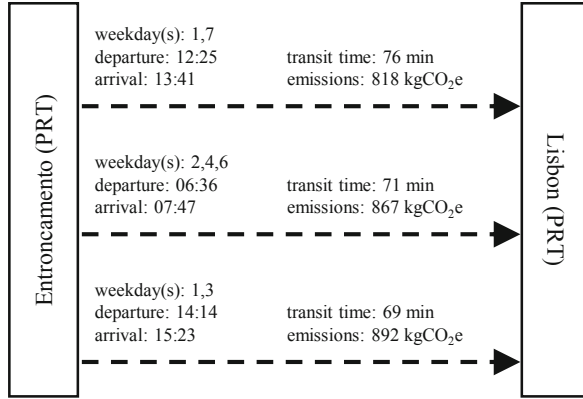 Entroncamento (PRT)
weekday(s): 1,7
departure: 12:25 transit time: 76 min
arrival: 13:41 emissions: 818 kgCO₂e
weekday(s): 2,4,6
departure: 06:36 transit time: 71 min
arrival: 07:47 emissions: 867 kgCO₂e
weekday(s): 1,3
departure: 14:14 transit time: 69 min
arrival: 15:23 emissions: 892 kgCO₂e
Lisbon (PRT)